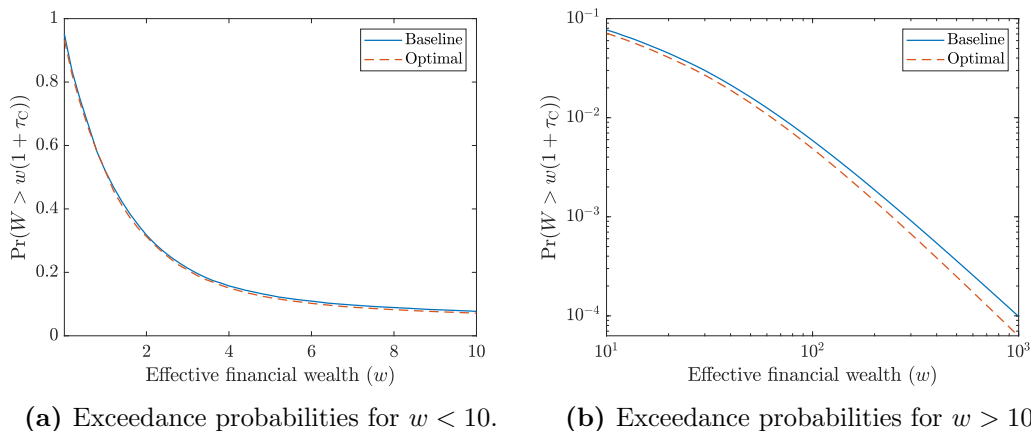 1
0.8
0.6
0.4
0.2
0
2
4
6
8
10
Pr(W > w(1 + τ_C))
Effective financial wealth (w)
Baseline
Optimal
(a) Exceedance probabilities for w < 10.
10^{-1}
10^{-2}
10^{-3}
10^{-4}
10^1
10^2
10^3
Pr(W > w(1 + τ_C))
Effective financial wealth (w)
Baseline
Optimal
(b) Exceedance probabilities for w > 10